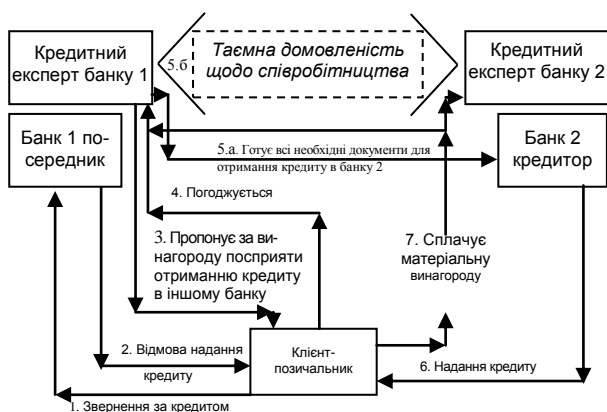 Кредитний
експерт банку 1
5.б
Таємна домовленість
щодо співробітництва
Кредитний
експерт банку 2
Банк 1 по-
середник
5.а. Готує всі необхідні документи для
отримання кредиту в банку 2
Банк 2
кредитор
4. Погоджується
3. Пропонує за ви-
нагороду посприяти
отриманню кредиту
в іншому банку
7. Сплачує
матеріальну
винагороду
2. Відмова надання
кредиту
Клієнт-
позичальник
6. Надання кредиту
1. Звернення за кредитом